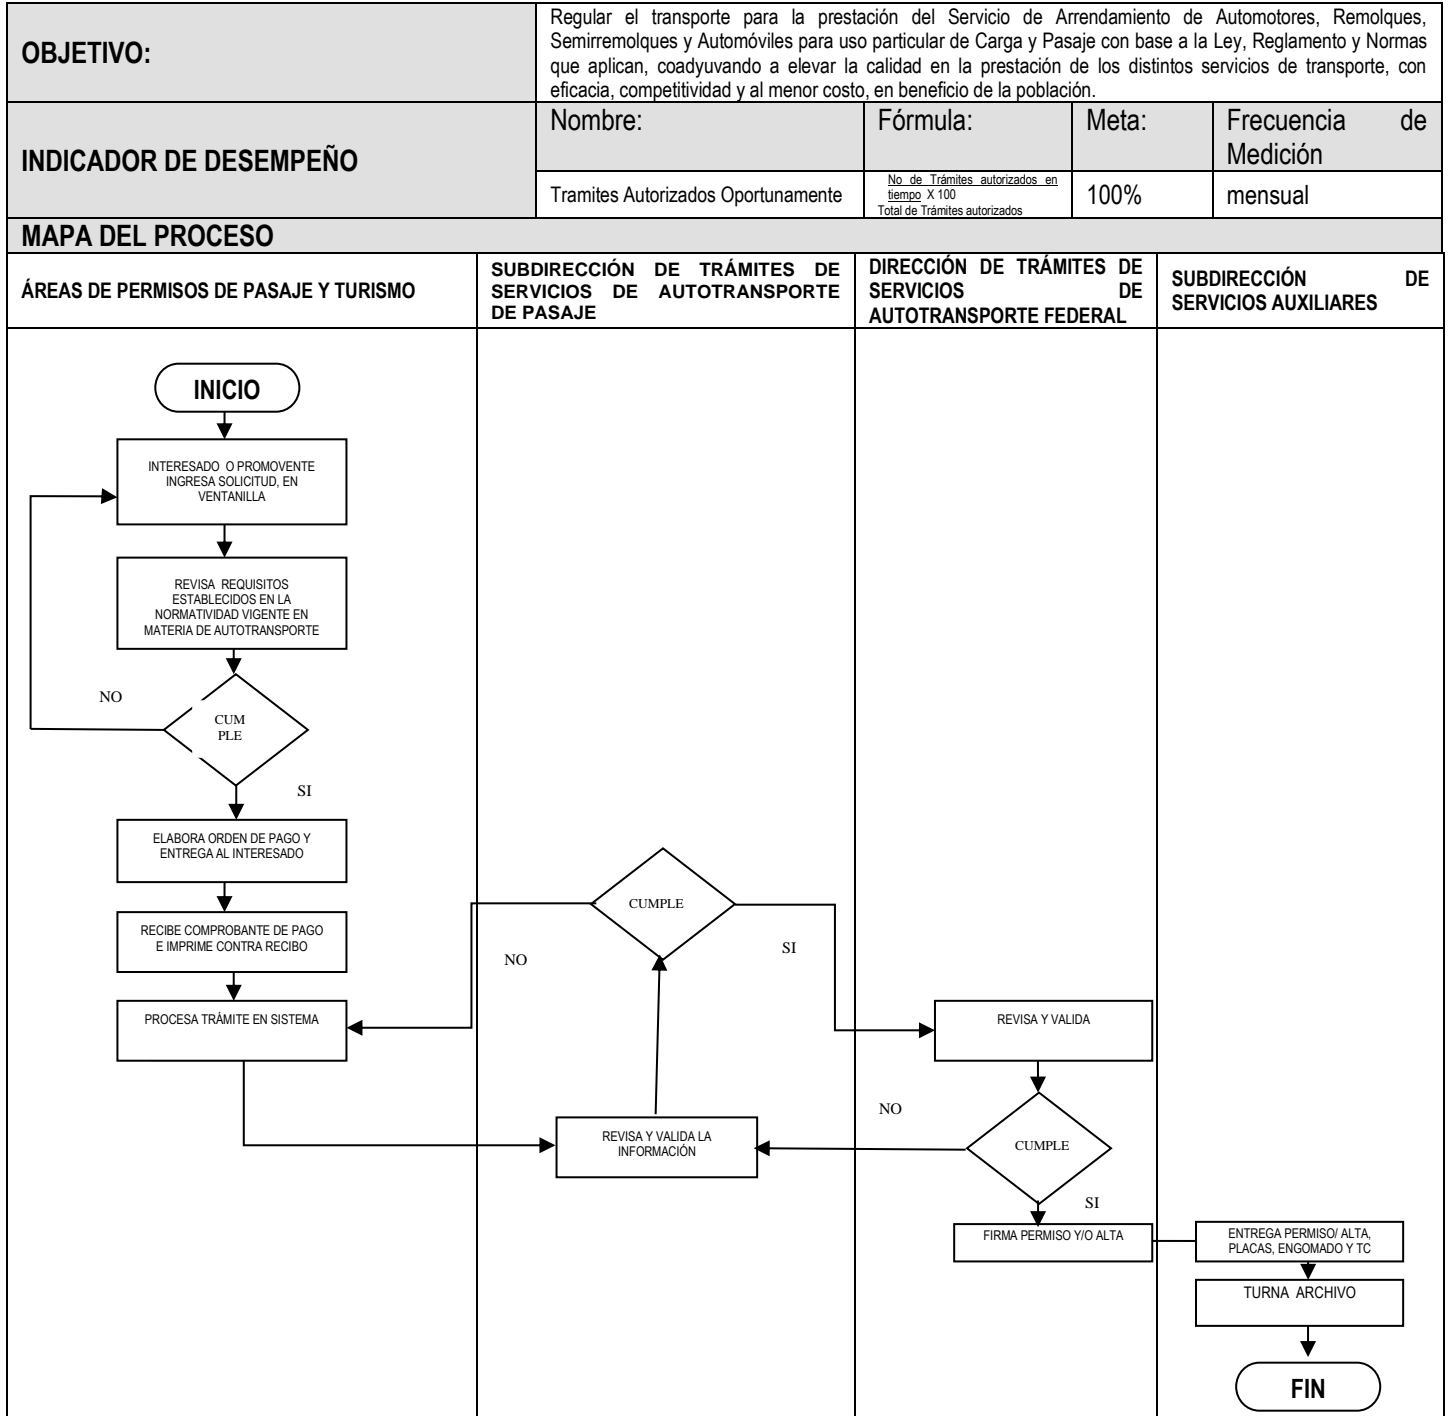 OBJETIVO:
Regular el transporte para la prestación del Servicio de Arrendamiento de Automotores, Remolques,
Semirremolques y Automóviles para uso particular de Carga y Pasaje con base a la Ley, Reglamento y Normas
que aplican, coadyuvando a elevar la calidad en la prestación de los distintos servicios de transporte, con
eficacia, competitividad y al menor costo, en beneficio de la población.
INDICADOR DE DESEMPEÑO
Nombre:
Fórmula:
Meta:
Frecuencia de
Medición
Tramites Autorizados Oportunamente
No de Trámites autorizados en
tiempo X 100
Total de Trámites autorizados
100%
mensual
MAPA DEL PROCESO
ÁREAS DE PERMISOS DE PASAJE Y TURISMO
SUBDIRECCIÓN DE TRÁMITES DE
SERVICIOS DE AUTOTRANSPORTE
DE PASAJE
DIRECCIÓN DE TRÁMITES DE
SERVICIOS DE
AUTOTRANSPORTE FEDERAL
SUBDIRECCIÓN DE
SERVICIOS AUXILIARES
INICIO
INTERESADO O PROMOVENTE
INGRESA SOLICITUD, EN
VENTANILLA
REVISA REQUISITOS
ESTABLECIDOS EN LA
NORMATIVIDAD VIGENTE EN
MATERIA DE AUTOTRANSPORTE
NO
CUM
PLE
SI
ELABORA ORDEN DE PAGO Y
ENTREGA AL INTERESADO
RECIBE COMPROBANTE DE PAGO
E IMPRIME CONTRA RECIBO
PROCESA TRÁMITE EN SISTEMA
CUMPLE
NO
SI
REVISA Y VALIDA LA
INFORMACIÓN
REVISA Y VALIDA
NO
CUMPLE
SI
FIRMA PERMISO Y/O ALTA
ENTREGA PERMISO/ ALTA,
PLACAS, ENGOMADO Y TC
TURNA ARCHIVO
FIN